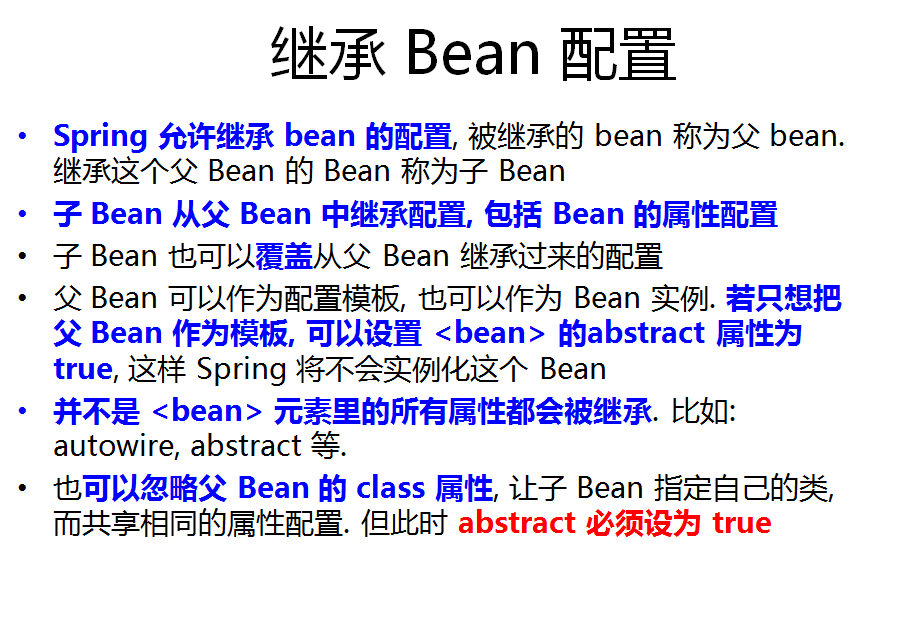 继承 Bean 配置
• Spring 允许继承 bean 的配置, 被继承的 bean 称为父 bean.
继承这个父 Bean 的 Bean 称为子 Bean
• 子 Bean 从父 Bean 中继承配置, 包括 Bean 的属性配置
• 子 Bean 也可以覆盖从父 Bean 继承过来的配置
• 父 Bean 可以作为配置模板, 也可以作为 Bean 实例. 若只想把
父 Bean 作为模板, 可以设置 <bean> 的abstract 属性为
true, 这样 Spring 将不会实例化这个 Bean
• 并不是 <bean> 元素里的所有属性都会被继承. 比如:
autowire, abstract 等.
• 也可以忽略父 Bean 的 class 属性, 让子 Bean 指定自己的类,
而共享相同的属性配置. 但此时 abstract 必须设为 true